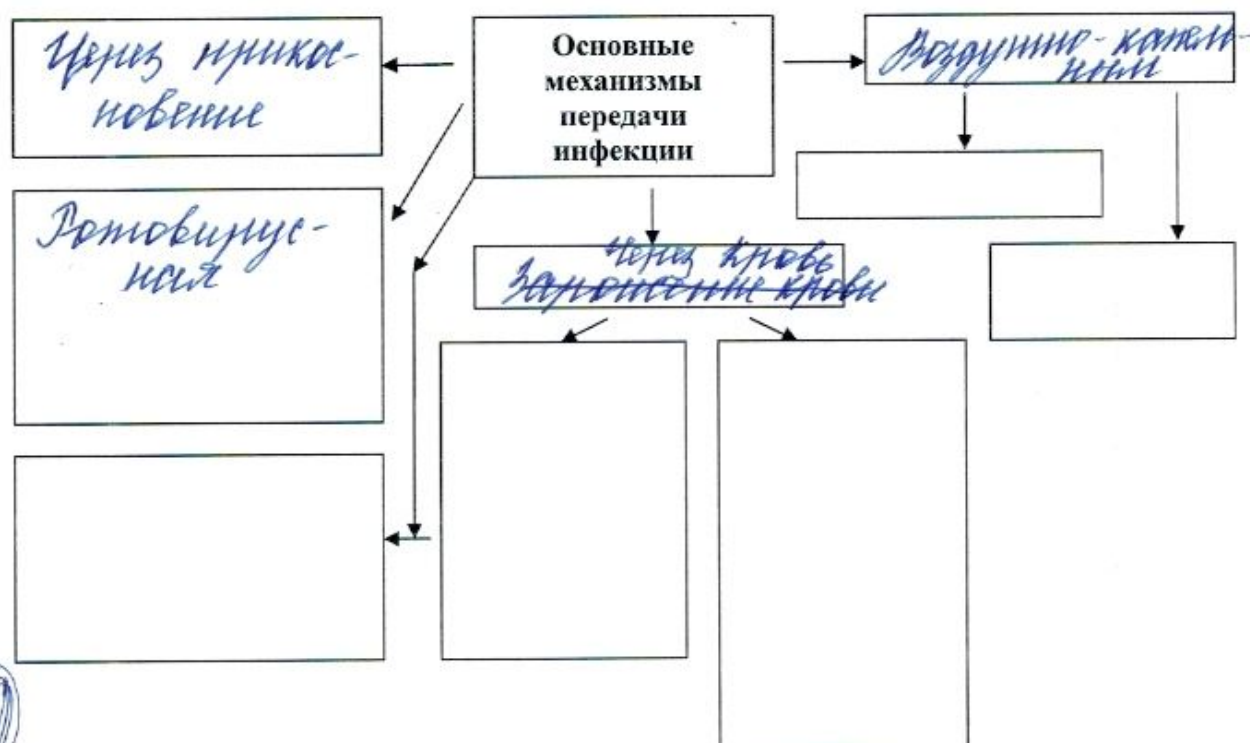 Через прикос-
новение
Основные
механизмы
передачи
инфекции
Воздушно-капель-
ным
Ротовирус-
ная
Через кровь
Заражение крови